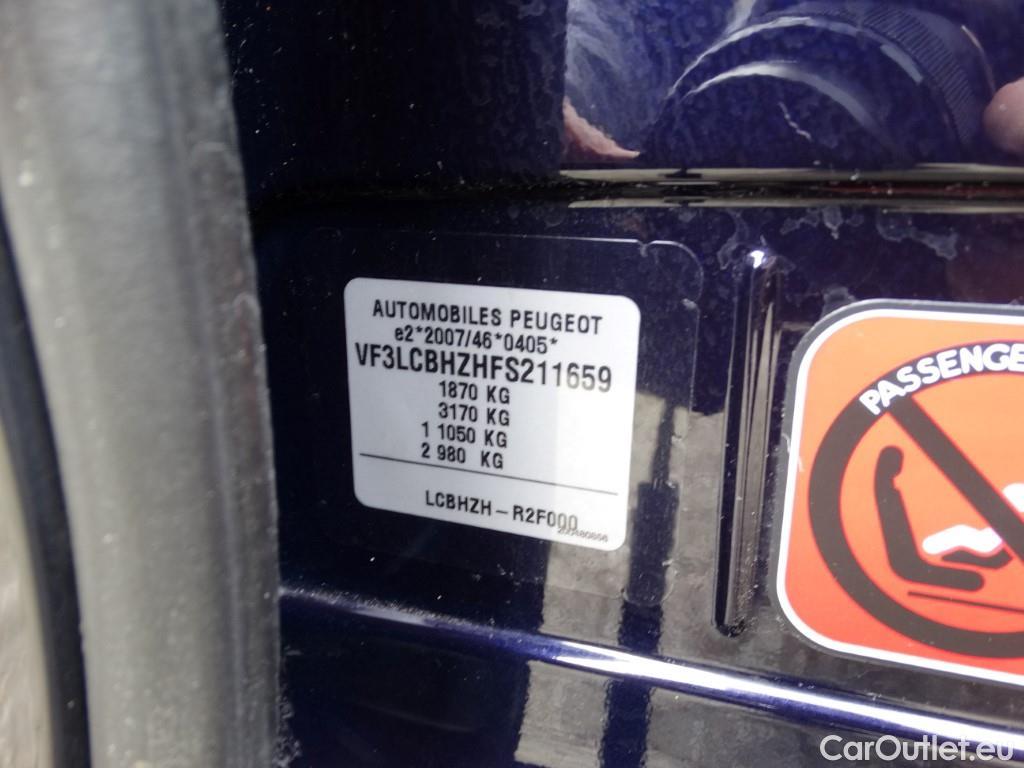 AUTOMOBILES PEUGEOT
e2*2007/46*0405*
VF3LCBHZHFS211659
1870 KG
3170 KG
1 1050 KG
2 980 KG
LCBHZH-R2F000
PASSENGE
CarOutlet.eu